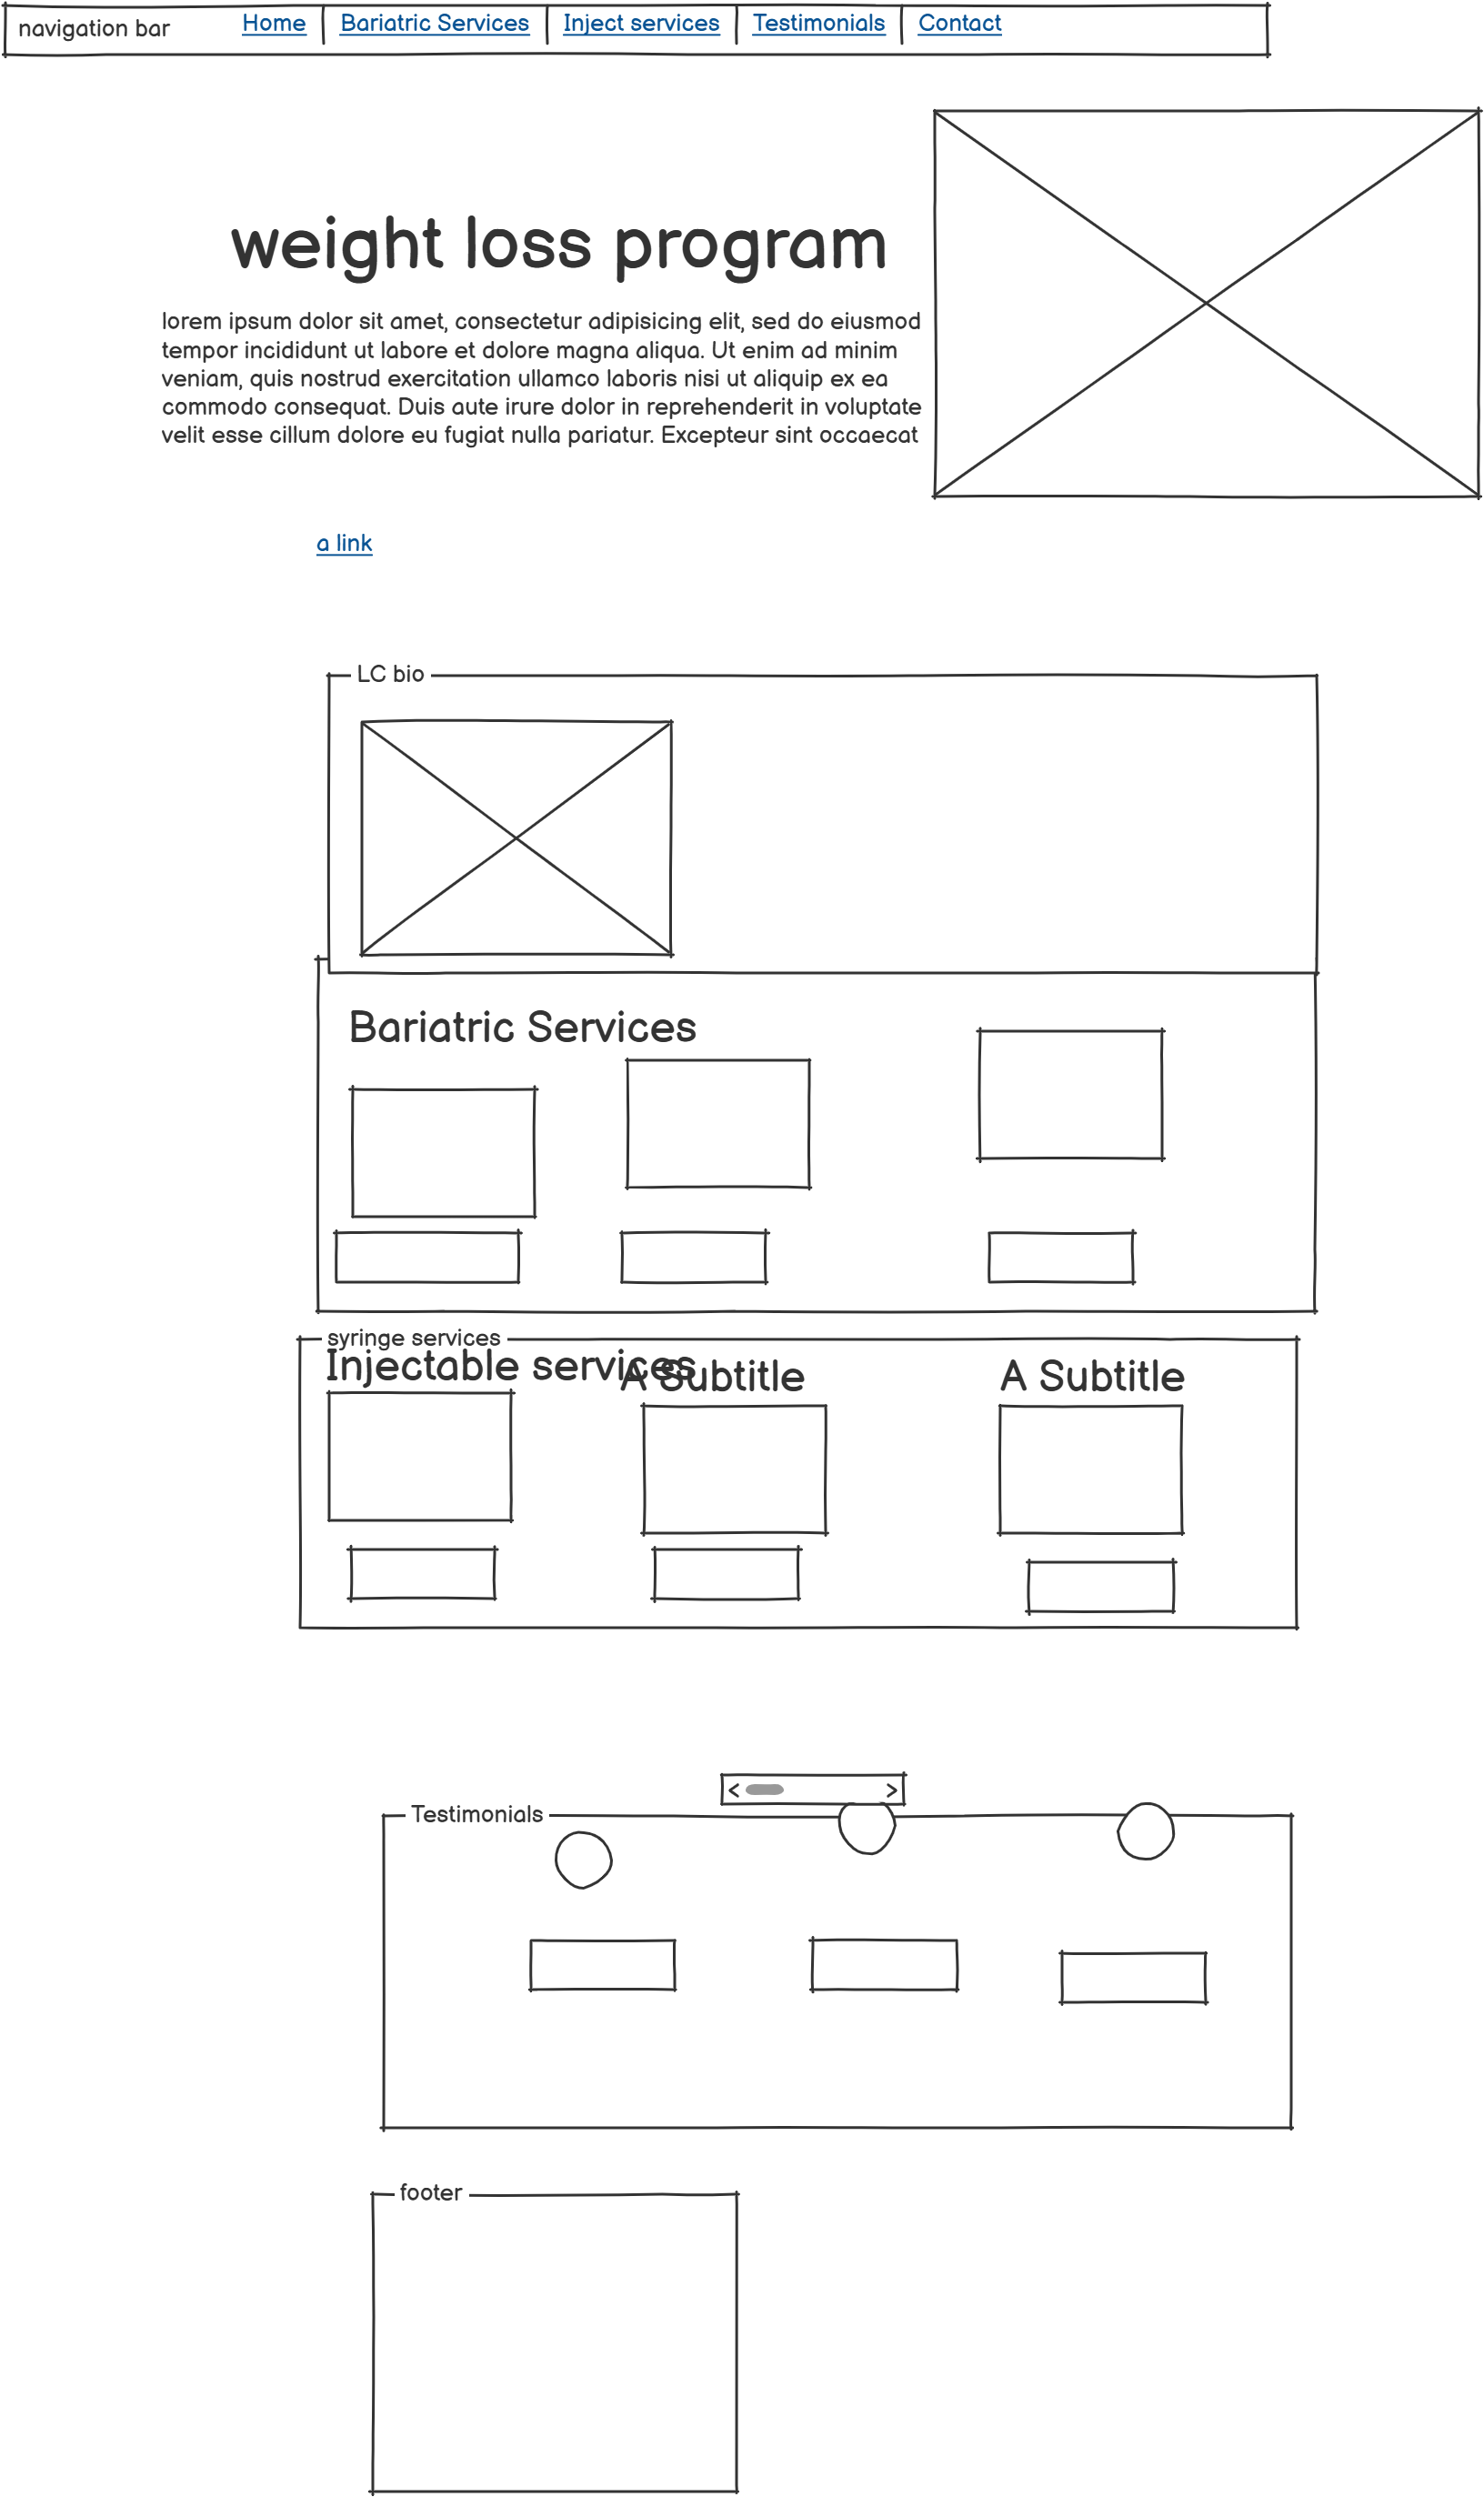 navigation bar
Home
Bariatric Services
Inject services
Testimonials
Contact
weight loss program
lorem ipsum dolor sit amet, consectetur adipisicing elit, sed do eiusmod
tempor incididunt ut labore et dolore magna aliqua. Ut enim ad minim
veniam, quis nostrud exercitation ullamco laboris nisi ut aliquip ex ea
commodo consequat. Duis aute irure dolor in reprehenderit in voluptate
velit esse cillum dolore eu fugiat nulla pariatur. Excepteur sint occaecat
a link
LC bio
Bariatric Services
syringe services
Injectable services
A Subtitle
A Subtitle
Testimonials
footer